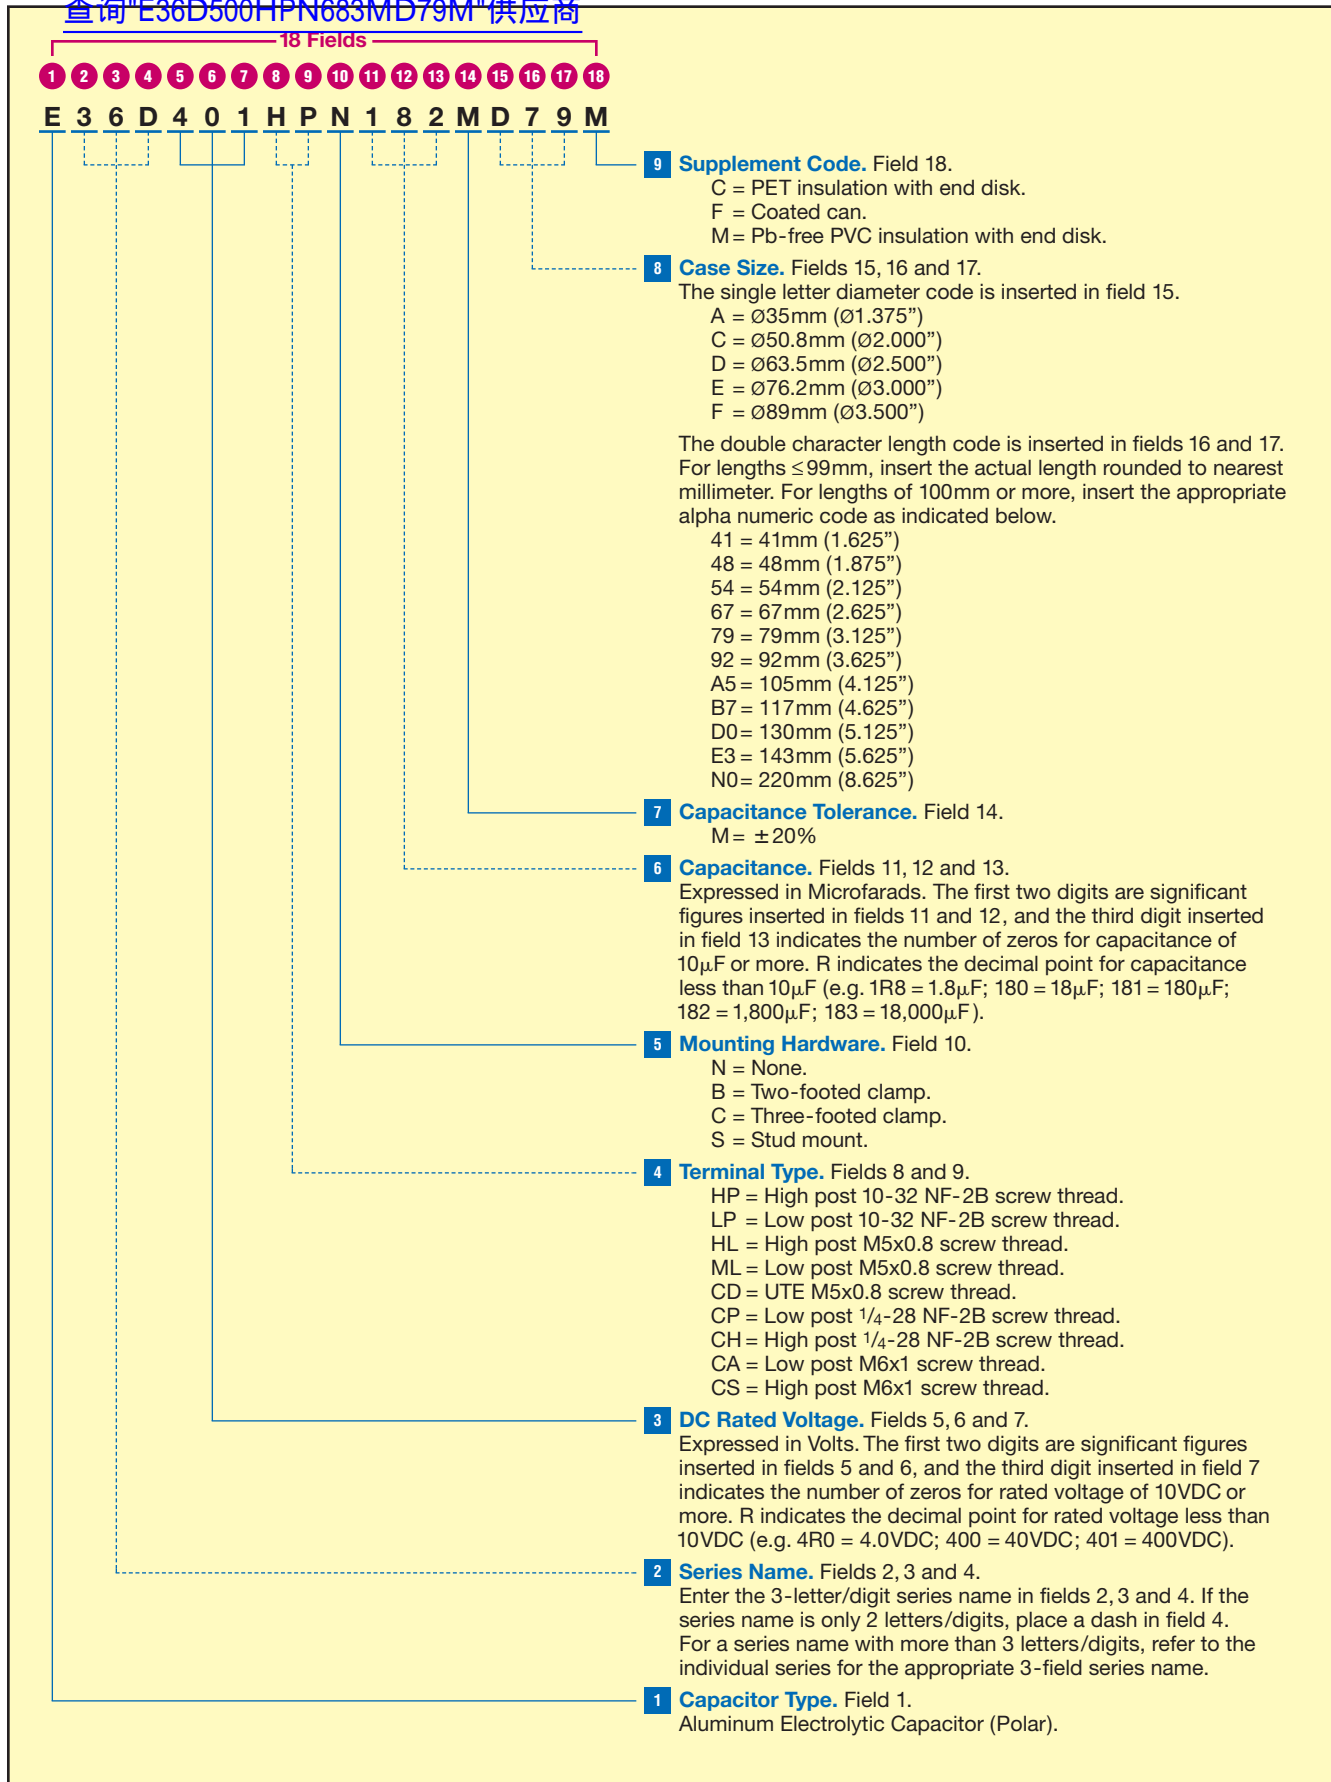 查询"E36D500HPN683MD79M"供应商
18 Fields
1 2 3 4 5 6 7 8 9 10 11 12 13 14 15 16 17 18
E 3 6 D 4 0 1 H P N 1 8 2 M D 7 9 M
9 Supplement Code. Field 18.
C = PET insulation with end disk.
F = Coated can.
M = Pb-free PVC insulation with end disk.
8 Case Size. Fields 15, 16 and 17.
The single letter diameter code is inserted in field 15.
A = Ø35mm (Ø1.375”)
C = Ø50.8mm (Ø2.000”)
D = Ø63.5mm (Ø2.500”)
E = Ø76.2mm (Ø3.000”)
F = Ø89mm (Ø3.500”)
The double character length code is inserted in fields 16 and 17.
For lengths ≤99mm, insert the actual length rounded to nearest
millimeter. For lengths of 100mm or more, insert the appropriate
alpha numeric code as indicated below.
41 = 41mm (1.625”)
48 = 48mm (1.875”)
54 = 54mm (2.125”)
67 = 67mm (2.625”)
79 = 79mm (3.125”)
92 = 92mm (3.625”)
A5 = 105mm (4.125”)
B7 = 117mm (4.625”)
D0 = 130mm (5.125”)
E3 = 143mm (5.625”)
N0 = 220mm (8.625”)
7 Capacitance Tolerance. Field 14.
M = ±20%
6 Capacitance. Fields 11, 12 and 13.
Expressed in Microfarads. The first two digits are significant
figures inserted in fields 11 and 12, and the third digit inserted
in field 13 indicates the number of zeros for capacitance of
10µF or more. R indicates the decimal point for capacitance
less than 10µF (e.g. 1R8 = 1.8µF; 180 = 18µF; 181 = 180µF;
182 = 1,800µF; 183 = 18,000µF).
5 Mounting Hardware. Field 10.
N = None.
B = Two-footed clamp.
C = Three-footed clamp.
S = Stud mount.
4 Terminal Type. Fields 8 and 9.
HP = High post 10-32 NF-2B screw thread.
LP = Low post 10-32 NF-2B screw thread.
HL = High post M5x0.8 screw thread.
ML = Low post M5x0.8 screw thread.
CD = UTE M5x0.8 screw thread.
CP = Low post 1/4-28 NF-2B screw thread.
CH = High post 1/4-28 NF-2B screw thread.
CA = Low post M6x1 screw thread.
CS = High post M6x1 screw thread.
3 DC Rated Voltage. Fields 5, 6 and 7.
Expressed in Volts. The first two digits are significant figures
inserted in fields 5 and 6, and the third digit inserted in field 7
indicates the number of zeros for rated voltage of 10VDC or
more. R indicates the decimal point for rated voltage less than
10VDC (e.g. 4R0 = 4.0VDC; 400 = 40VDC; 401 = 400VDC).
2 Series Name. Fields 2, 3 and 4.
Enter the 3-letter/digit series name in fields 2, 3 and 4. If the
series name is only 2 letters/digits, place a dash in field 4.
For a series name with more than 3 letters/digits, refer to the
individual series for the appropriate 3-field series name.
1 Capacitor Type. Field 1.
Aluminum Electrolytic Capacitor (Polar).